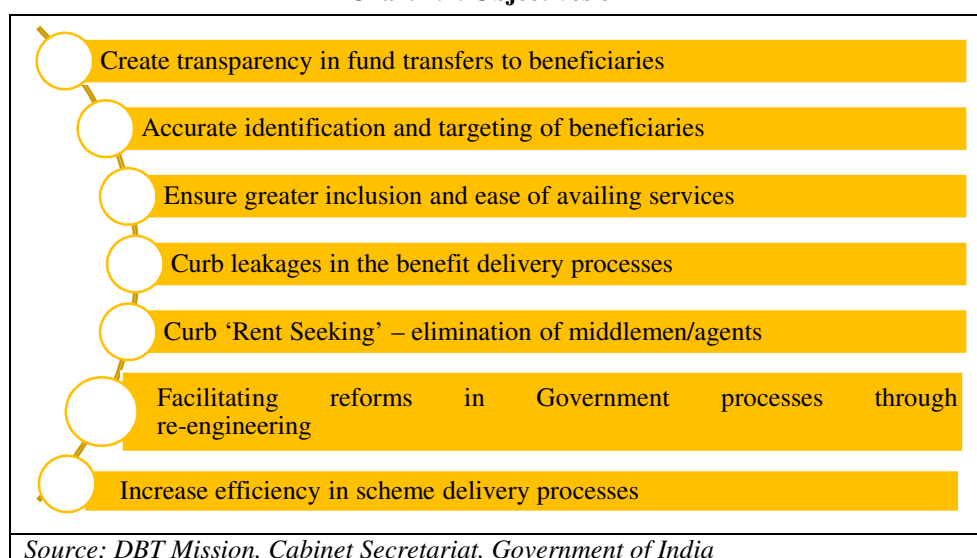 Create transparency in fund transfers to beneficiaries
Accurate identification and targeting of beneficiaries
Ensure greater inclusion and ease of availing services
Curb leakages in the benefit delivery processes
Curb ‘Rent Seeking’ – elimination of middlemen/agents
Facilitating reforms in Government processes through
re-engineering
Increase efficiency in scheme delivery processes
Source: DBT Mission, Cabinet Secretariat, Government of India